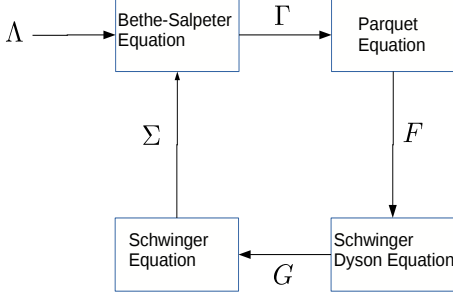 Λ
Bethe-Salpeter
Equation
Γ
Parquet
Equation
Σ
F
Schwinger
Equation
G
Schwinger
Dyson Equation